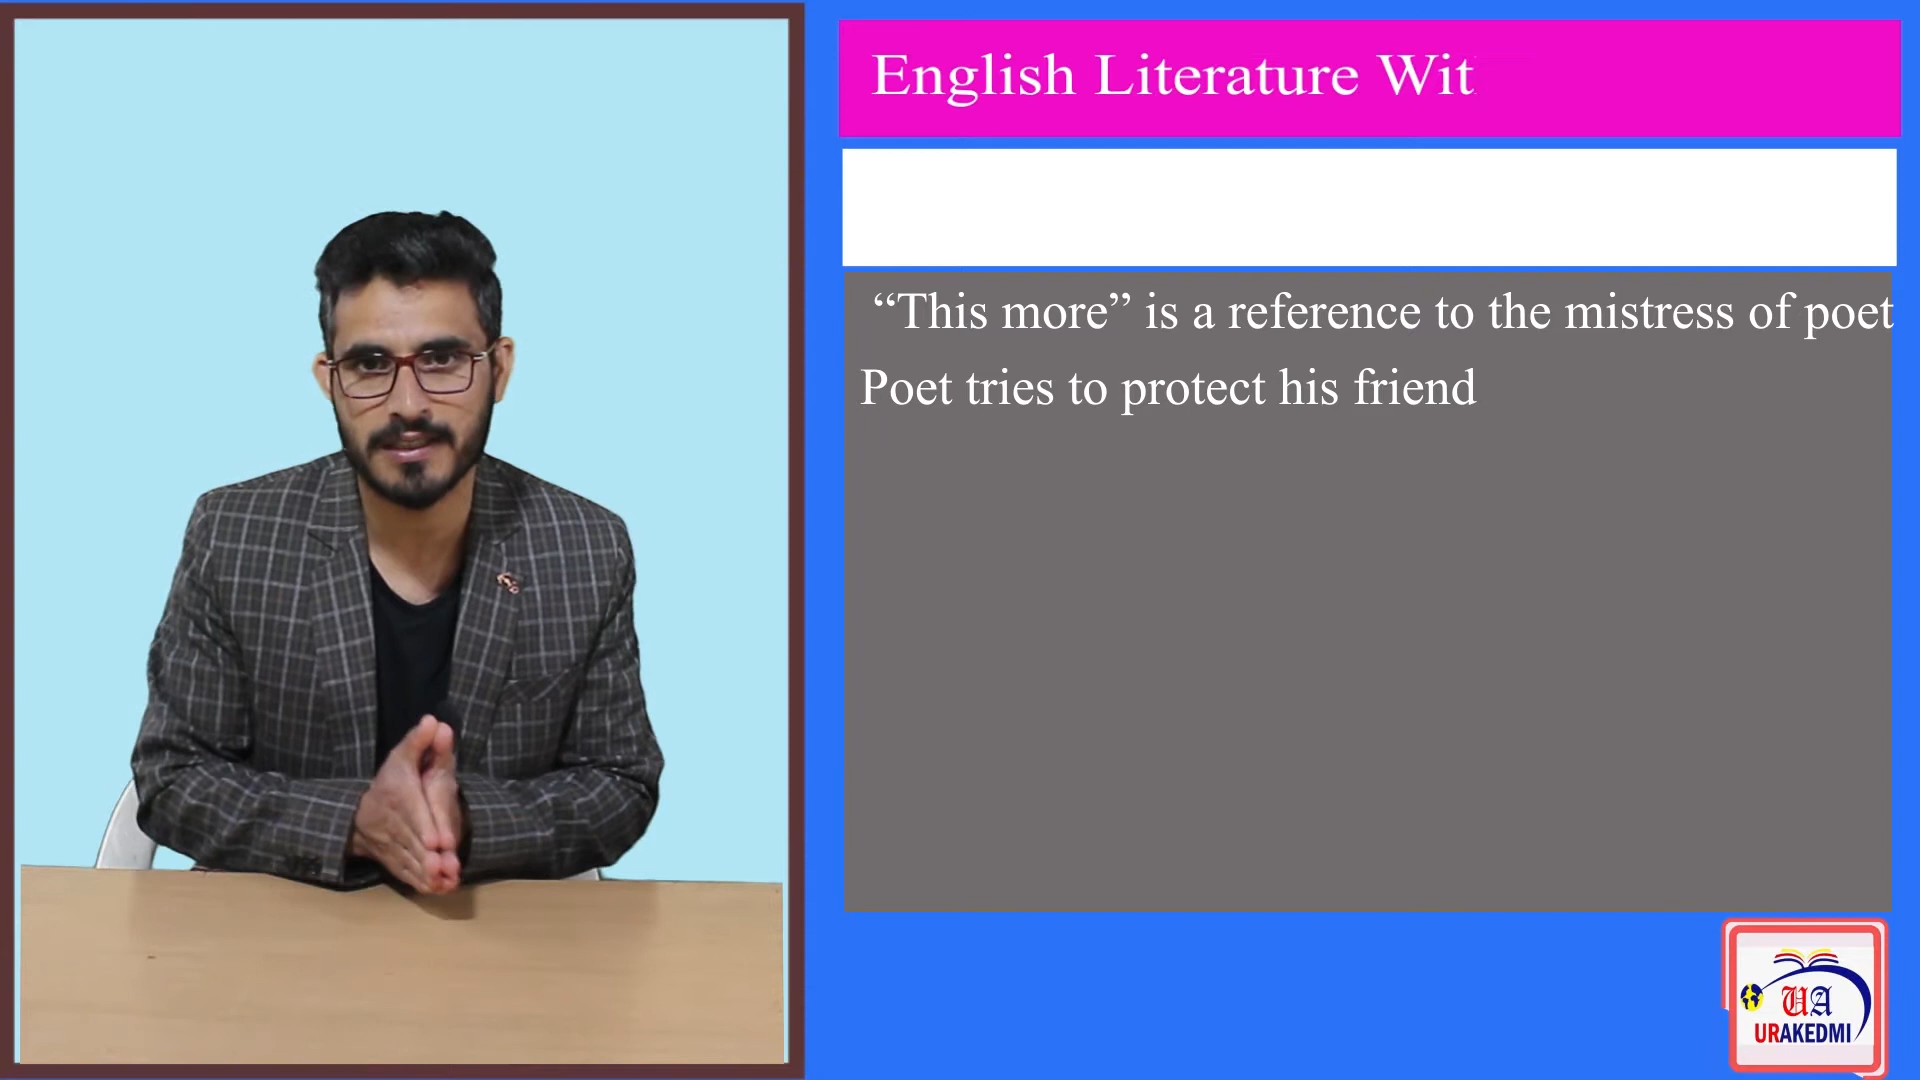 English Literature Wit
“This more” is a reference to the mistress of poet
Poet tries to protect his friend
UA
URAKEDMI